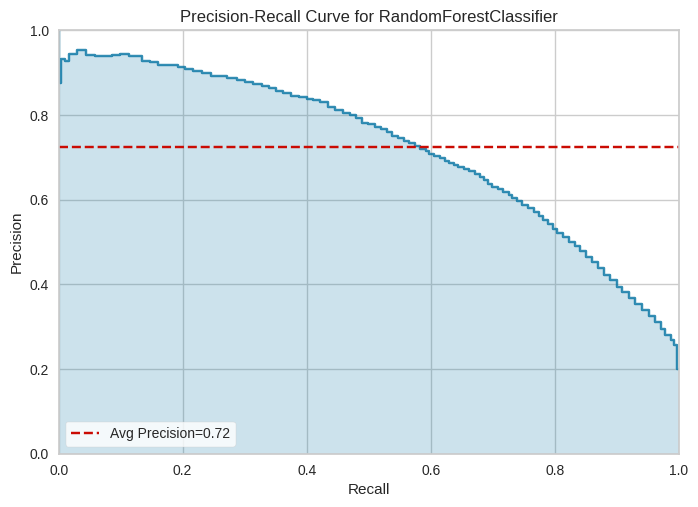 Precision-Recall Curve for RandomForestClassifier
1.0
0.8
0.6
0.4
0.2
0.0
Precision
Avg Precision=0.72
0.0 0.2 0.4 0.6 0.8 1.0
Recall